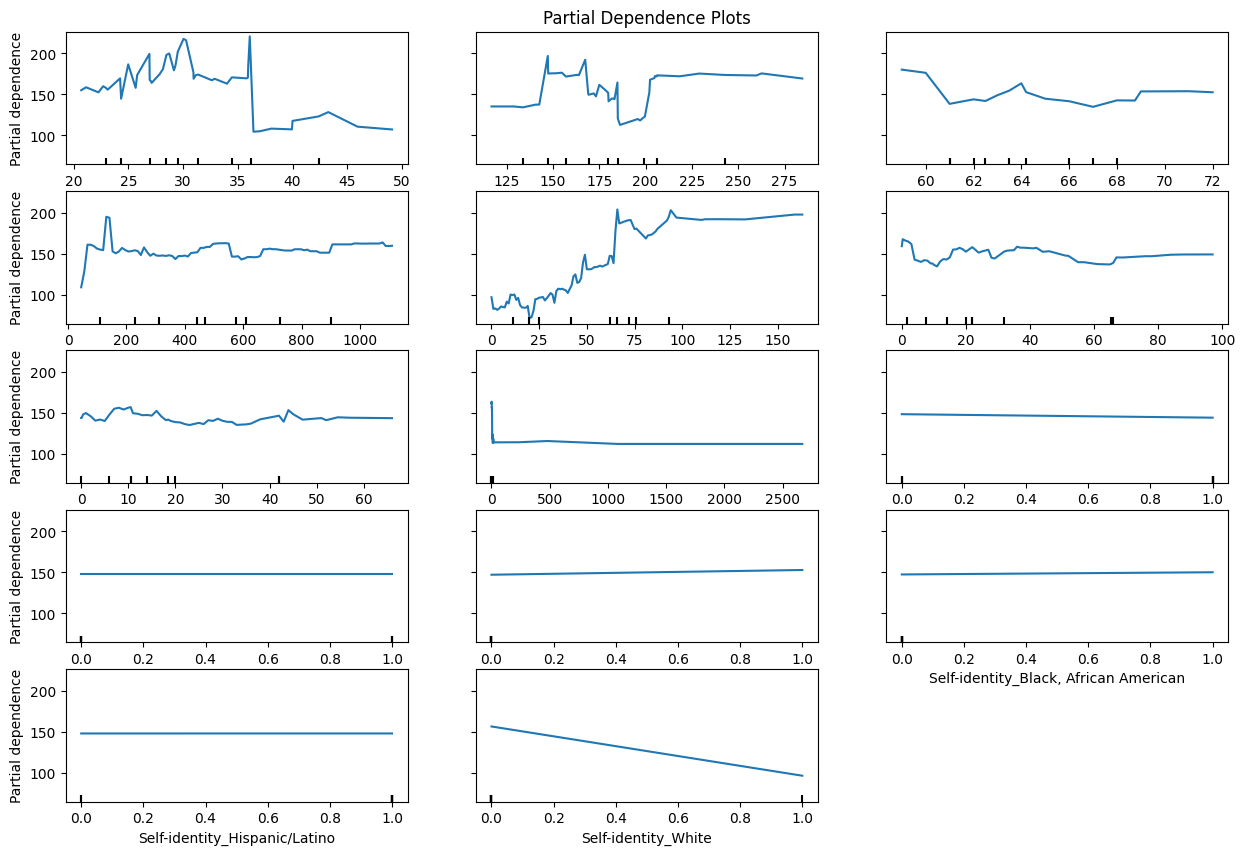 Partial Dependence Plots
Partial dependence
200
150
100
20 25 30 35 40 45 50
125 150 175 200 225 250 275
60 62 64 66 68 70 72
Partial dependence
200
150
100
0 200 400 600 800 1000
0 25 50 75 100 125 150
0 20 40 60 80 100
Partial dependence
200
150
100
0 10 20 30 40 50 60
0 500 1000 1500 2000 2500
0.0 0.2 0.4 0.6 0.8 1.0
Partial dependence
200
150
100
0.0 0.2 0.4 0.6 0.8 1.0
0.0 0.2 0.4 0.6 0.8 1.0
0.0 0.2 0.4 0.6 0.8 1.0
Self-identity_Black, African American
Partial dependence
200
150
100
0.0 0.2 0.4 0.6 0.8 1.0
Self-identity_Hispanic/Latino
0.0 0.2 0.4 0.6 0.8 1.0
Self-identity_White